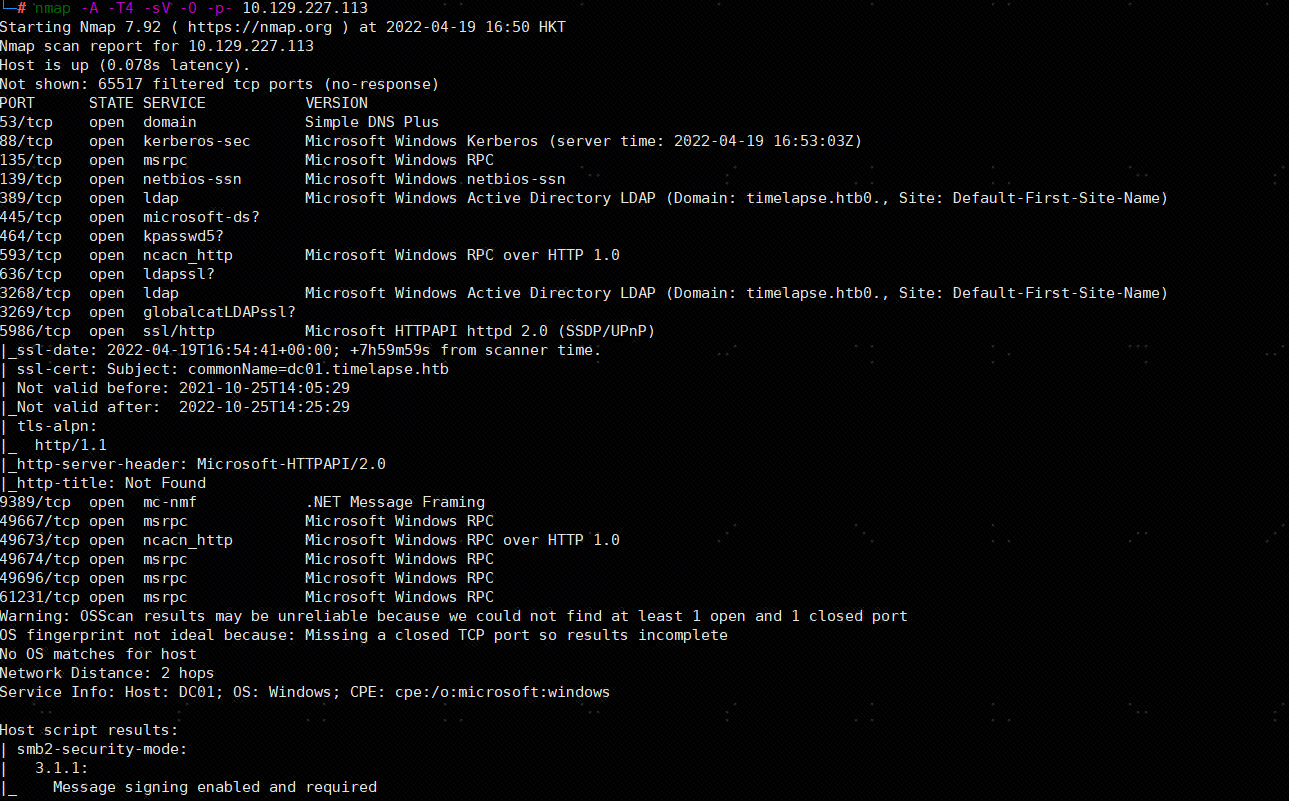 └─# nmap -A -T4 -sV -O -p- 10.129.227.113
Starting Nmap 7.92 ( https://nmap.org ) at 2022-04-19 16:50 HKT
Nmap scan report for 10.129.227.113
Host is up (0.078s latency).
Not shown: 65517 filtered tcp ports (no-response)
PORT      STATE SERVICE           VERSION
53/tcp    open  domain            Simple DNS Plus
88/tcp    open  kerberos-sec      Microsoft Windows Kerberos (server time: 2022-04-19 16:53:03Z)
135/tcp   open  msrpc             Microsoft Windows RPC
139/tcp   open  netbios-ssn       Microsoft Windows netbios-ssn
389/tcp   open  ldap              Microsoft Windows Active Directory LDAP (Domain: timelapse.htb0., Site: Default-First-Site-Name)
445/tcp   open  microsoft-ds?
464/tcp   open  kpasswd5?
593/tcp   open  ncacn_http        Microsoft Windows RPC over HTTP 1.0
636/tcp   open  ldapssl?
3268/tcp  open  ldap              Microsoft Windows Active Directory LDAP (Domain: timelapse.htb0., Site: Default-First-Site-Name)
3269/tcp  open  globalcatLDAPssl?
5986/tcp  open  ssl/http          Microsoft HTTPAPI httpd 2.0 (SSDP/UPnP)
|_ssl-date: 2022-04-19T16:54:41+00:00; +7h59m59s from scanner time.
| ssl-cert: Subject: commonName=dc01.timelapse.htb
| Not valid before: 2021-10-25T14:05:29
|_Not valid after:  2022-10-25T14:25:29
| tls-alpn:
|_  http/1.1
|_http-server-header: Microsoft-HTTPAPI/2.0
|_http-title: Not Found
9389/tcp  open  mc-nmf            .NET Message Framing
49667/tcp open  msrpc             Microsoft Windows RPC
49673/tcp open  ncacn_http        Microsoft Windows RPC over HTTP 1.0
49674/tcp open  msrpc             Microsoft Windows RPC
49696/tcp open  msrpc             Microsoft Windows RPC
61231/tcp open  msrpc             Microsoft Windows RPC
Warning: OSScan results may be unreliable because we could not find at least 1 open and 1 closed port
OS fingerprint not ideal because: Missing a closed TCP port so results incomplete
No OS matches for host
Network Distance: 2 hops
Service Info: Host: DC01; OS: Windows; CPE: cpe:/o:microsoft:windows
Host script results:
| smb2-security-mode:
|   3.1.1:
|_    Message signing enabled and required